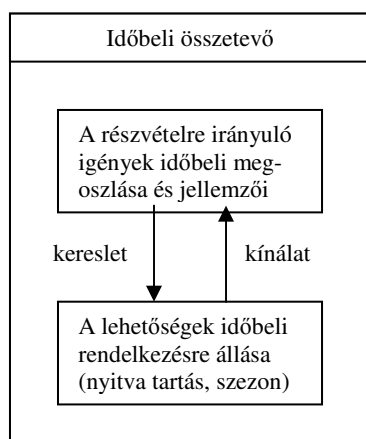 Időbeli összetevő
A részvételre irányuló
igények időbeli meg-
oszlása és jellemzői
kereslet
kínálat
A lehetőségek időbeli
rendelkezésre állása
(nyitva tartás, szezon)